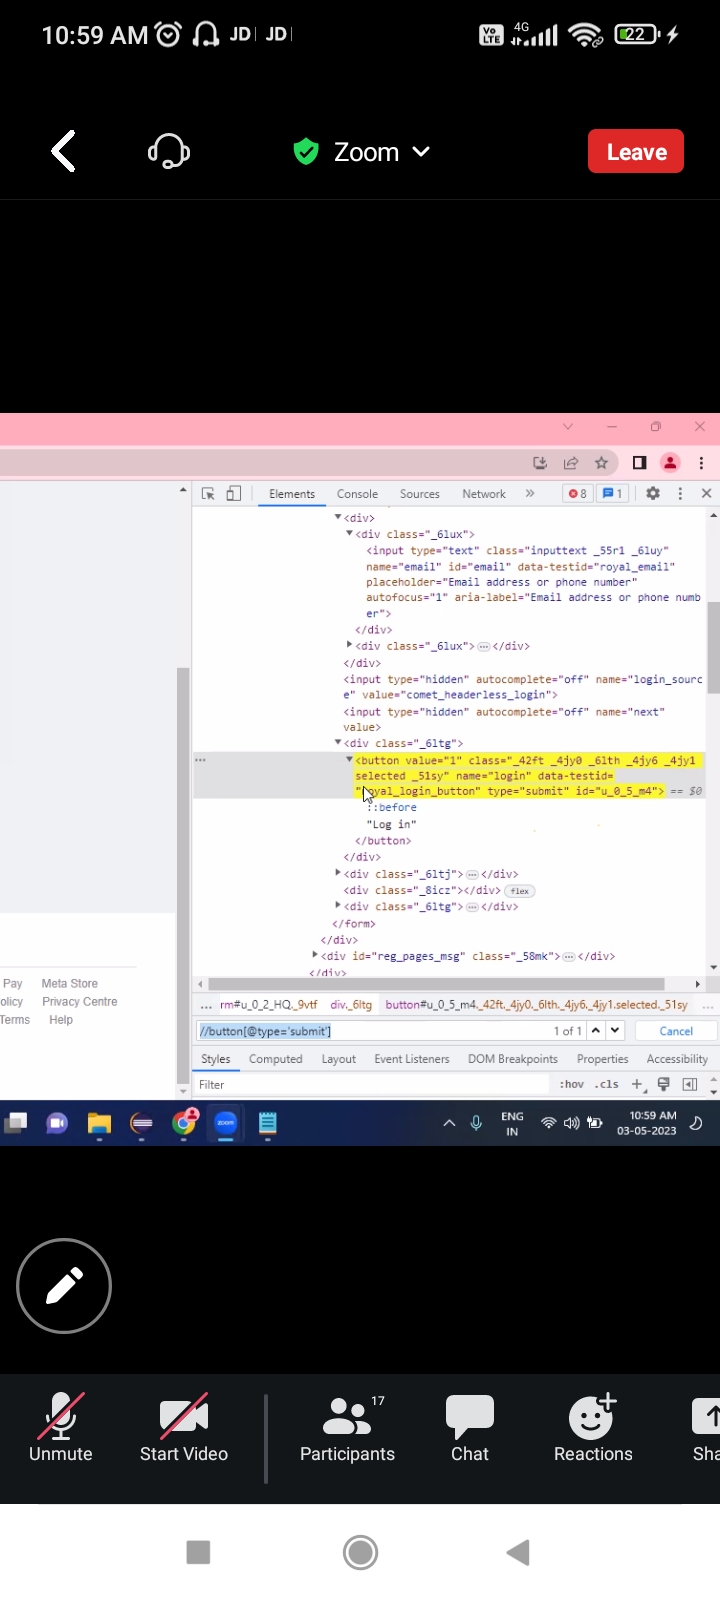 10:59 AM JD JD
Vo LTE 4G 22
Zoom
Leave
Elements Console Sources Network » 8 1
<div>
<div class="_6lux">
<input type="text" class="inputtext _55r1 _6luy"
name="email" id="email" data-testid="royal_email"
placeholder="Email address or phone number"
autofocus="1" aria-label="Email address or phone numb
er">
</div>
<div class="_6lux">…</div>
</div>
<input type="hidden" autocomplete="off" name="login_sourc
e" value="comet_headerless_login">
<input type="hidden" autocomplete="off" name="next"
value>
<div class="_6ltg">
<button value="1" class="_42ft _4jy0 _6lth _4jy6 _4jy1
selected _51sy" name="login" data-testid=
"royal_login_button" type="submit" id="u_0_5_m4"> == $0
::before
"Log in"
</button>
</div>
<div class="_6ltj">…</div>
<div class="_8icz"></div> flex
<div class="_6ltg">…</div>
</form>
</div>
<div id="reg_pages_msg" class="_58mk">…</div>
</div>
Pay Meta Store
olicy Privacy Centre
Terms Help
... rm#u_0_2_HQ._9vtf div._6ltg button#u_0_5_m4._42ft._4jy0._6lth._4jy6._4jy1.selected._51sy ...
//button[@type='submit'] 1 of 1 Cancel
Styles Computed Layout Event Listeners DOM Breakpoints Properties Accessibility
Filter :hov .cls +
zoom
ENG
IN
10:59 AM
03-05-2023
17
Unmute Start Video Participants Chat Reactions Sha